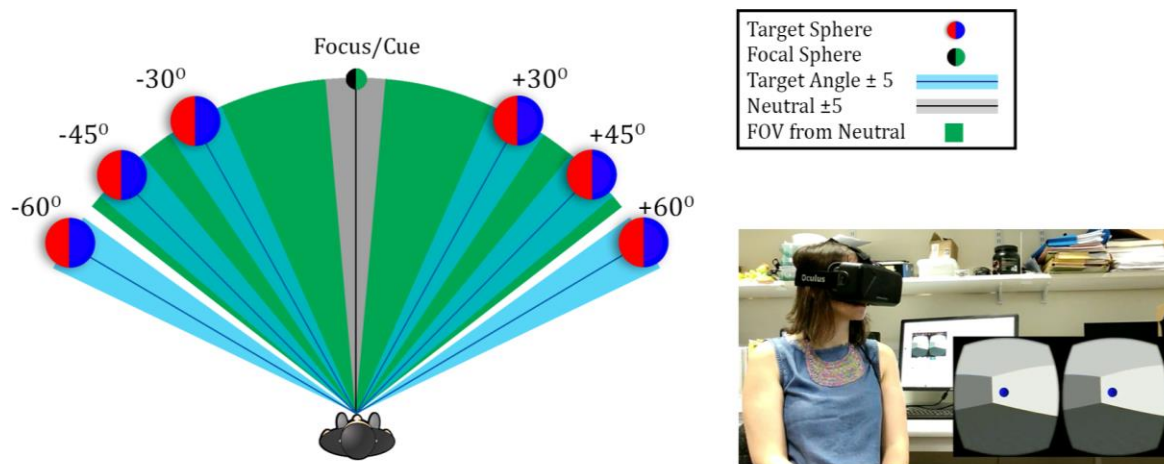 Focus/Cue
-30⁰
+30⁰
-45⁰
+45⁰
-60⁰
+60⁰
Target Sphere
Focal Sphere
Target Angle ± 5
Neutral ±5
FOV from Neutral
Oculus